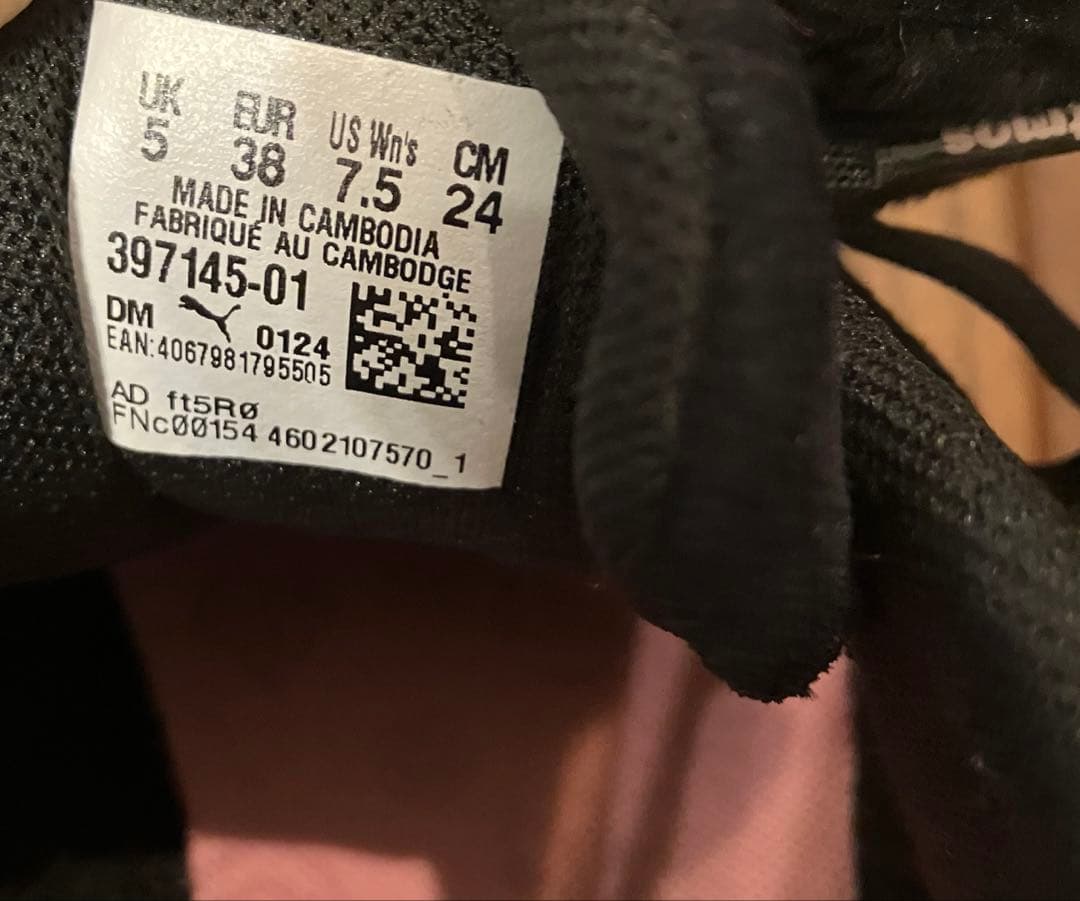 UK EUR US Wn's CM
5 38 7.5 24
MADE IN CAMBODIA
FABRIQUÉ AU CAMBODGE
397145-01
DM 0124
EAN:4067981795505
AD ft5RØ
FNcØØ154 4602107570_1